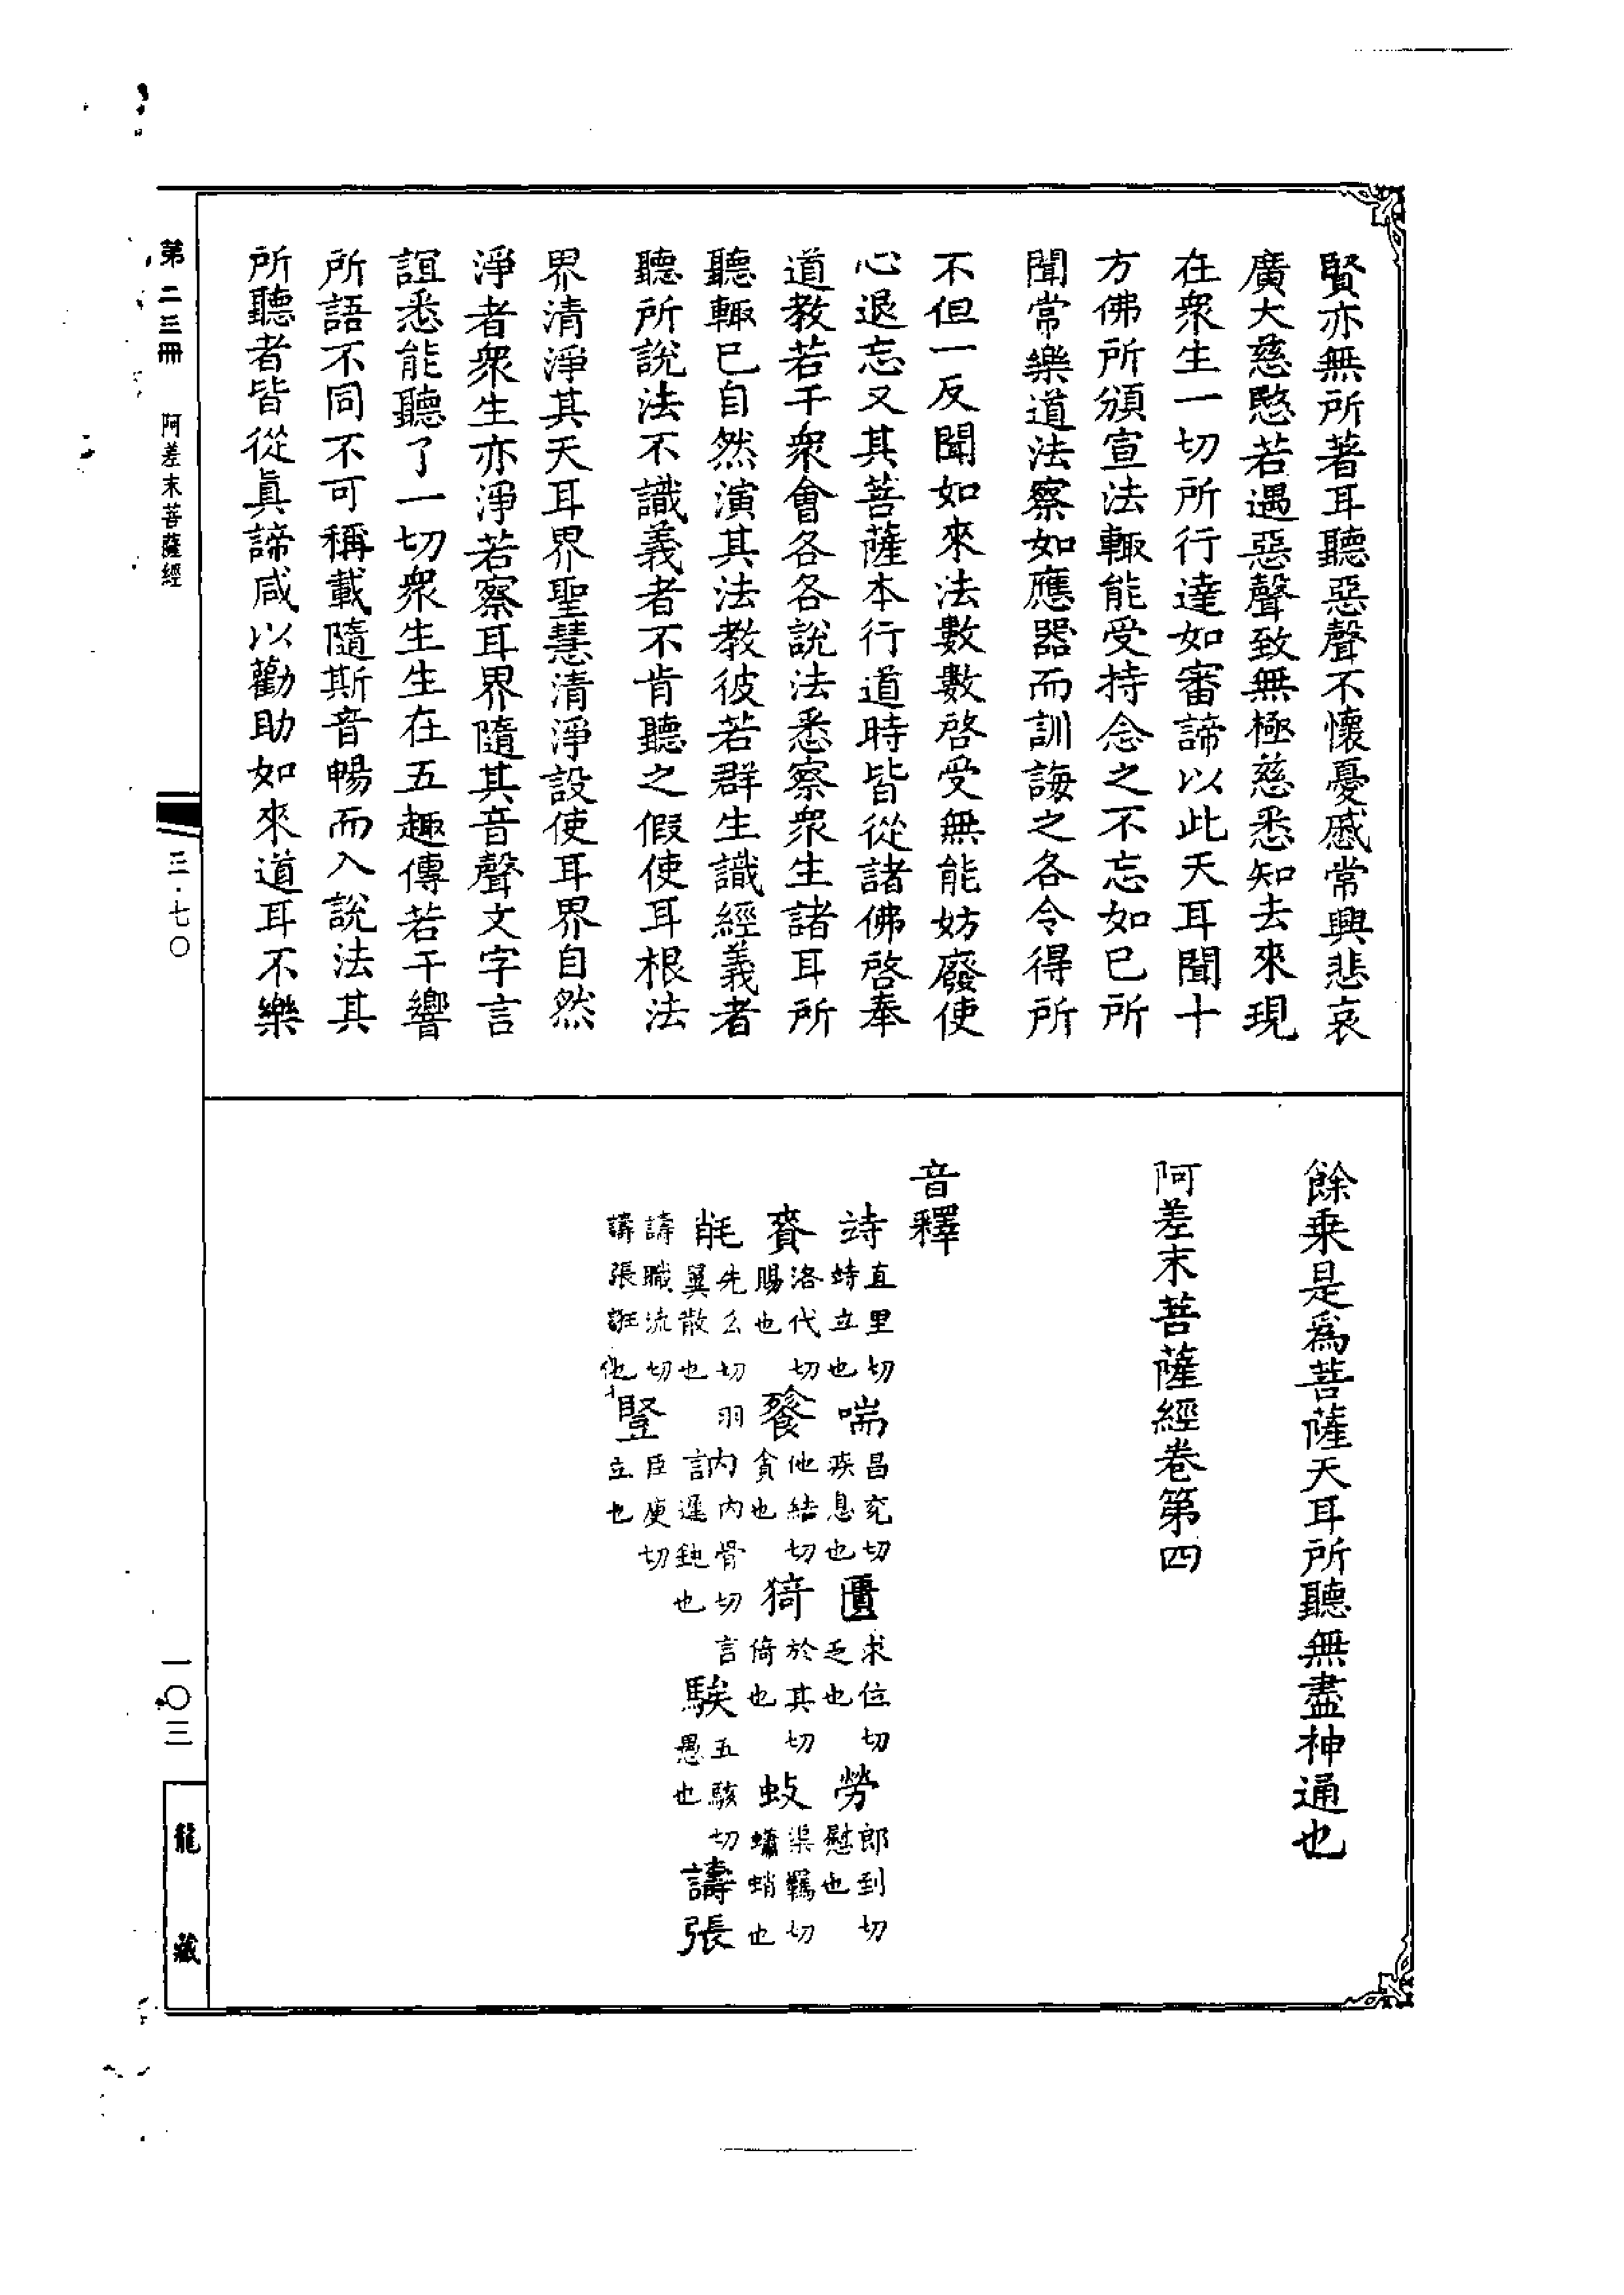 賢亦無所著耳聽惡聲不懷憂慼常興悲哀
廣大慈愍若遇惡聲致無極慈悉知去來現
在衆生一切所行達如審諦以此天耳聞十
方佛所頒宣法輙能受持念之不忘如已所
聞常樂道法察如應器而訓誨之各令得所
不但一反聞如來法數數啓受無能妨廢使
心退忘又其菩薩本行道時皆從諸佛啓奉
道教若干衆會各各說法悉察衆生諸耳所
聽輙已自然演其法教彼若群生識經義者
聽所說法不識義者不肯聽之假使耳根法
界清淨其天耳界聖慧清淨設使耳界自然
淨者衆生亦淨若察耳界隨其音聲文字言
誼悉能聽了一切衆生生在五趣傳若干響
所語不同不可稱載隨斯音暢而入說法其
所聽者皆從眞諦咸以勸助如來道耳不樂
餘乘是爲菩薩天耳所聽無盡神通也
阿差末菩薩經卷第四
音釋
跱直里切跱立也 喘昌兖切疾息也 匱求位切乏也 勞郎到切慰也
賚洛代切賜也 餮他結切貪也 猗於其切倚也 蚑渠羈切蠨蛸也
毨先幺切羽翼散也 訥內骨切言遲鈍也 騃五駭切愚也 譸張
譸職流切譸張誑也 豎臣庾切立也
第二三冊 阿差末菩薩經
三·七〇
一〇三
龍藏